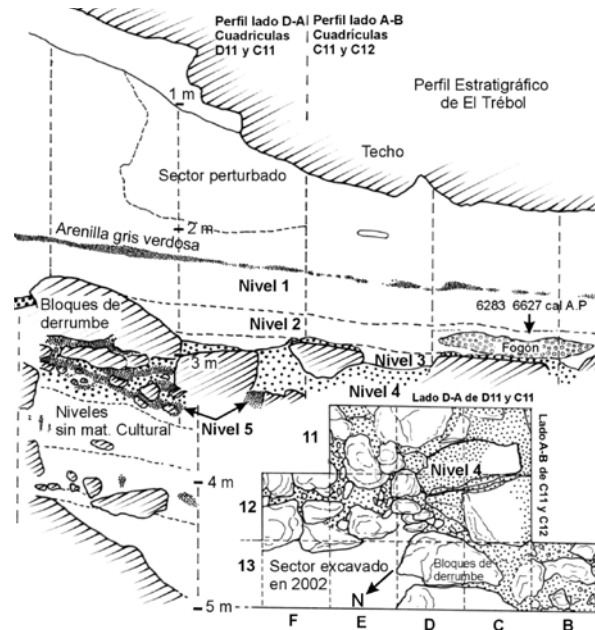 Perfil lado D-A
Cuadriculas
D11 y C11
Perfil lado A-B
Cuadrículas
C11 y C12
Perfil Estratigráfico
de El Trébol
1 m
Techo
Sector perturbado
2 m
Arenilla gris verdosa
Nivel 1
6283 6627 cal A.P
Nivel 2
Bloques de
derrumbe
Fogón
3 m
Nivel 3
Nivel 4
Lado D-A de D11 y C11
Niveles
sin mat. Cultural
Nivel 5
11
Nivel 4
Lado A-B
de C11 y C12
4 m
12
13
Sector excavado
en 2002
Bloques de
derrumbe
N
5 m
F E D C B